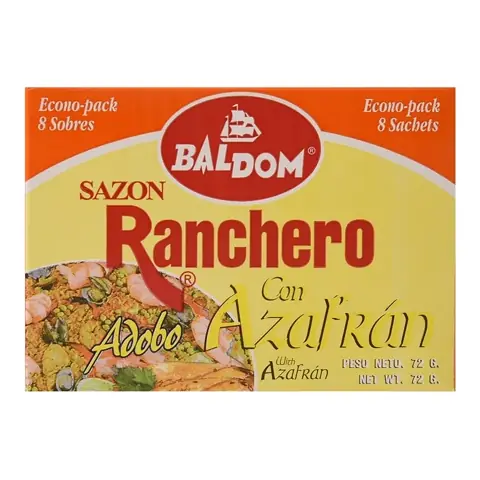 Econo-pack
8 Sobres
Econo-pack
8 Sachets
BALDOM®
SAZON
Ranchero®
Con
Azafrán
Adobo
With
Azafrán
PESO NETO. 72 G.
NET WT. 72 G.